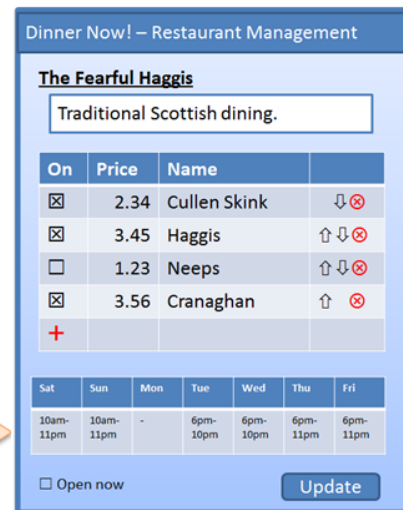 Dinner Now! – Restaurant Management
The Fearful Haggis
Traditional Scottish dining.
On Price Name
☒ 2.34 Cullen Skink ⇩⊗
☒ 3.45 Haggis ⇧⇩⊗
☐ 1.23 Neeps ⇧⇩⊗
☒ 3.56 Cranaghan ⇧ ⊗
+
Sat Sun Mon Tue Wed Thu Fri
10am- 10am- - 6pm- 6pm- 6pm- 6pm-
11pm 11pm 10pm 10pm 11pm 11pm
☐ Open now Update